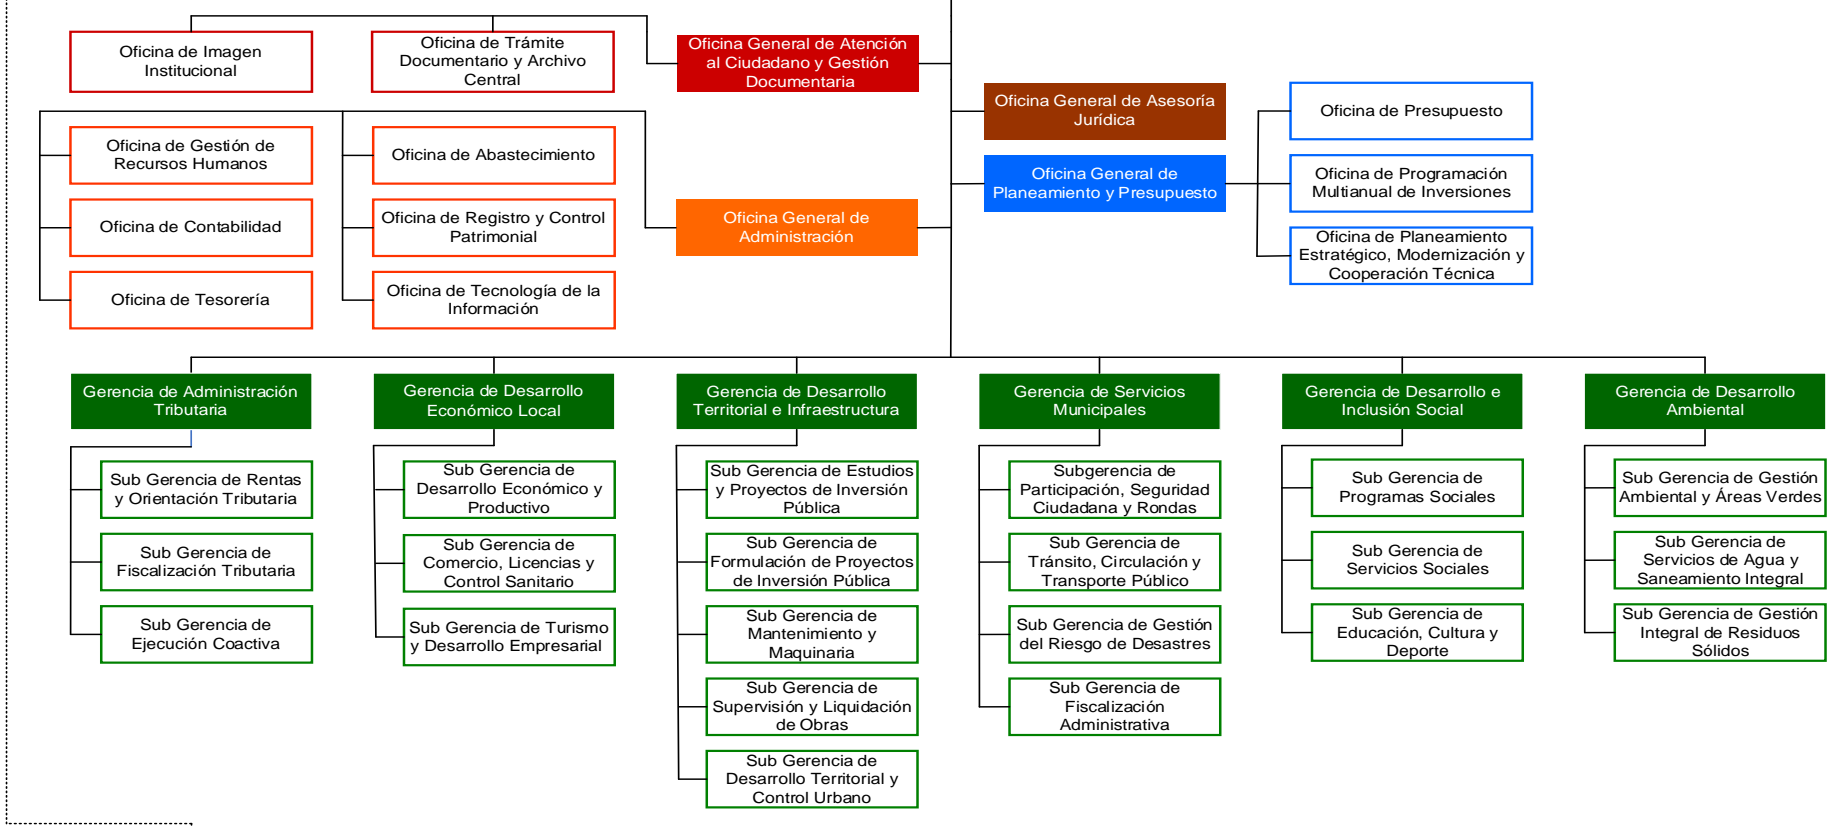 Oficina de Imagen
Institucional
Oficina de Trámite
Documentario y Archivo
Central
Oficina General de Atención
al Ciudadano y Gestión
Documentaria
Oficina General de Asesoría
Jurídica
Oficina General de
Planeamiento y Presupuesto
Oficina de Presupuesto
Oficina de Programación
Multianual de Inversiones
Oficina de Planeamiento
Estratégico, Modernización y
Cooperación Técnica
Oficina de Gestión de
Recursos Humanos
Oficina de Contabilidad
Oficina de Tesorería
Oficina de Abastecimiento
Oficina de Registro y Control
Patrimonial
Oficina de Tecnología de la
Información
Oficina General de
Administración
Gerencia de Administración
Tributaria
Sub Gerencia de Rentas
y Orientación Tributaria
Sub Gerencia de
Fiscalización Tributaria
Sub Gerencia de
Ejecución Coactiva
Gerencia de Desarrollo
Económico Local
Sub Gerencia de
Desarrollo Económico y
Productivo
Sub Gerencia de
Comercio, Licencias y
Control Sanitario
Sub Gerencia de Turismo
y Desarrollo Empresarial
Gerencia de Desarrollo
Territorial e Infraestructura
Sub Gerencia de Estudios
y Proyectos de Inversión
Pública
Sub Gerencia de
Formulación de Proyectos
de Inversión Pública
Sub Gerencia de
Mantenimiento y
Maquinaria
Sub Gerencia de
Supervisión y Liquidación
de Obras
Sub Gerencia de
Desarrollo Territorial y
Control Urbano
Gerencia de Servicios
Municipales
Subgerencia de
Participación, Seguridad
Ciudadana y Rondas
Sub Gerencia de
Tránsito, Circulación y
Transporte Público
Sub Gerencia de Gestión
del Riesgo de Desastres
Sub Gerencia de
Fiscalización
Administrativa
Gerencia de Desarrollo e
Inclusión Social
Sub Gerencia de
Programas Sociales
Sub Gerencia de
Servicios Sociales
Sub Gerencia de
Educación, Cultura y
Deporte
Gerencia de Desarrollo
Ambiental
Sub Gerencia de Gestión
Ambiental y Áreas Verdes
Sub Gerencia de
Servicios de Agua y
Saneamiento Integral
Sub Gerencia de Gestión
Integral de Residuos
Sólidos